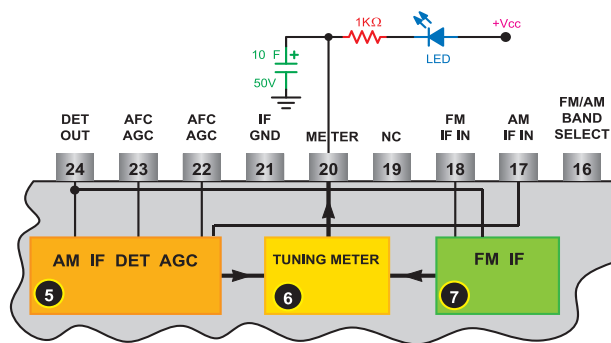 1KΩ
+Vcc
10 F +
50V
LED
DET OUT
AFC AGC
AFC AGC
IF GND
METER
NC
FM IF IN
AM IF IN
FM/AM BAND SELECT
24 23 22 21 20 19 18 17 16
AM IF DET AGC
TUNING METER
FM IF
5
6
7